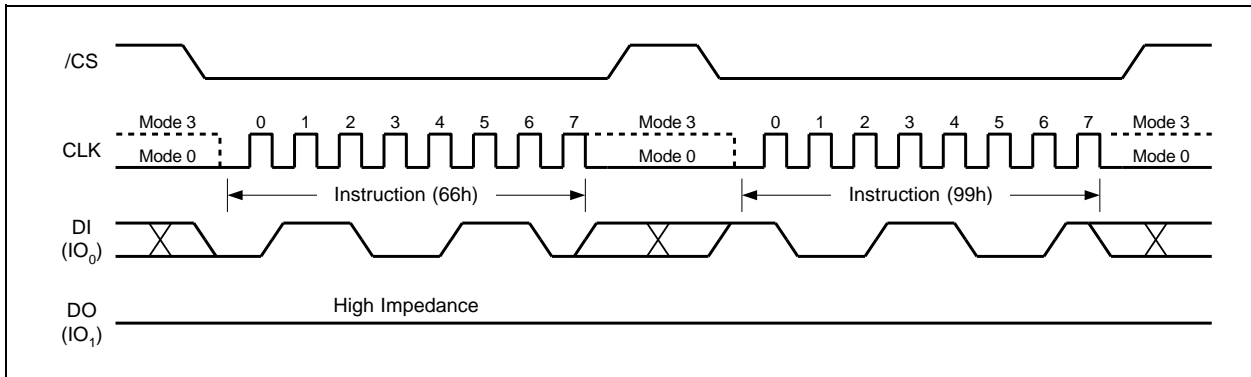 /CS
Mode 3 0 1 2 3 4 5 6 7 Mode 3 0 1 2 3 4 5 6 7 Mode 3
CLK Mode 0 Mode 0 Mode 0
Instruction (66h) Instruction (99h)
DI
(IO0)
High Impedance
DO
(IO1)